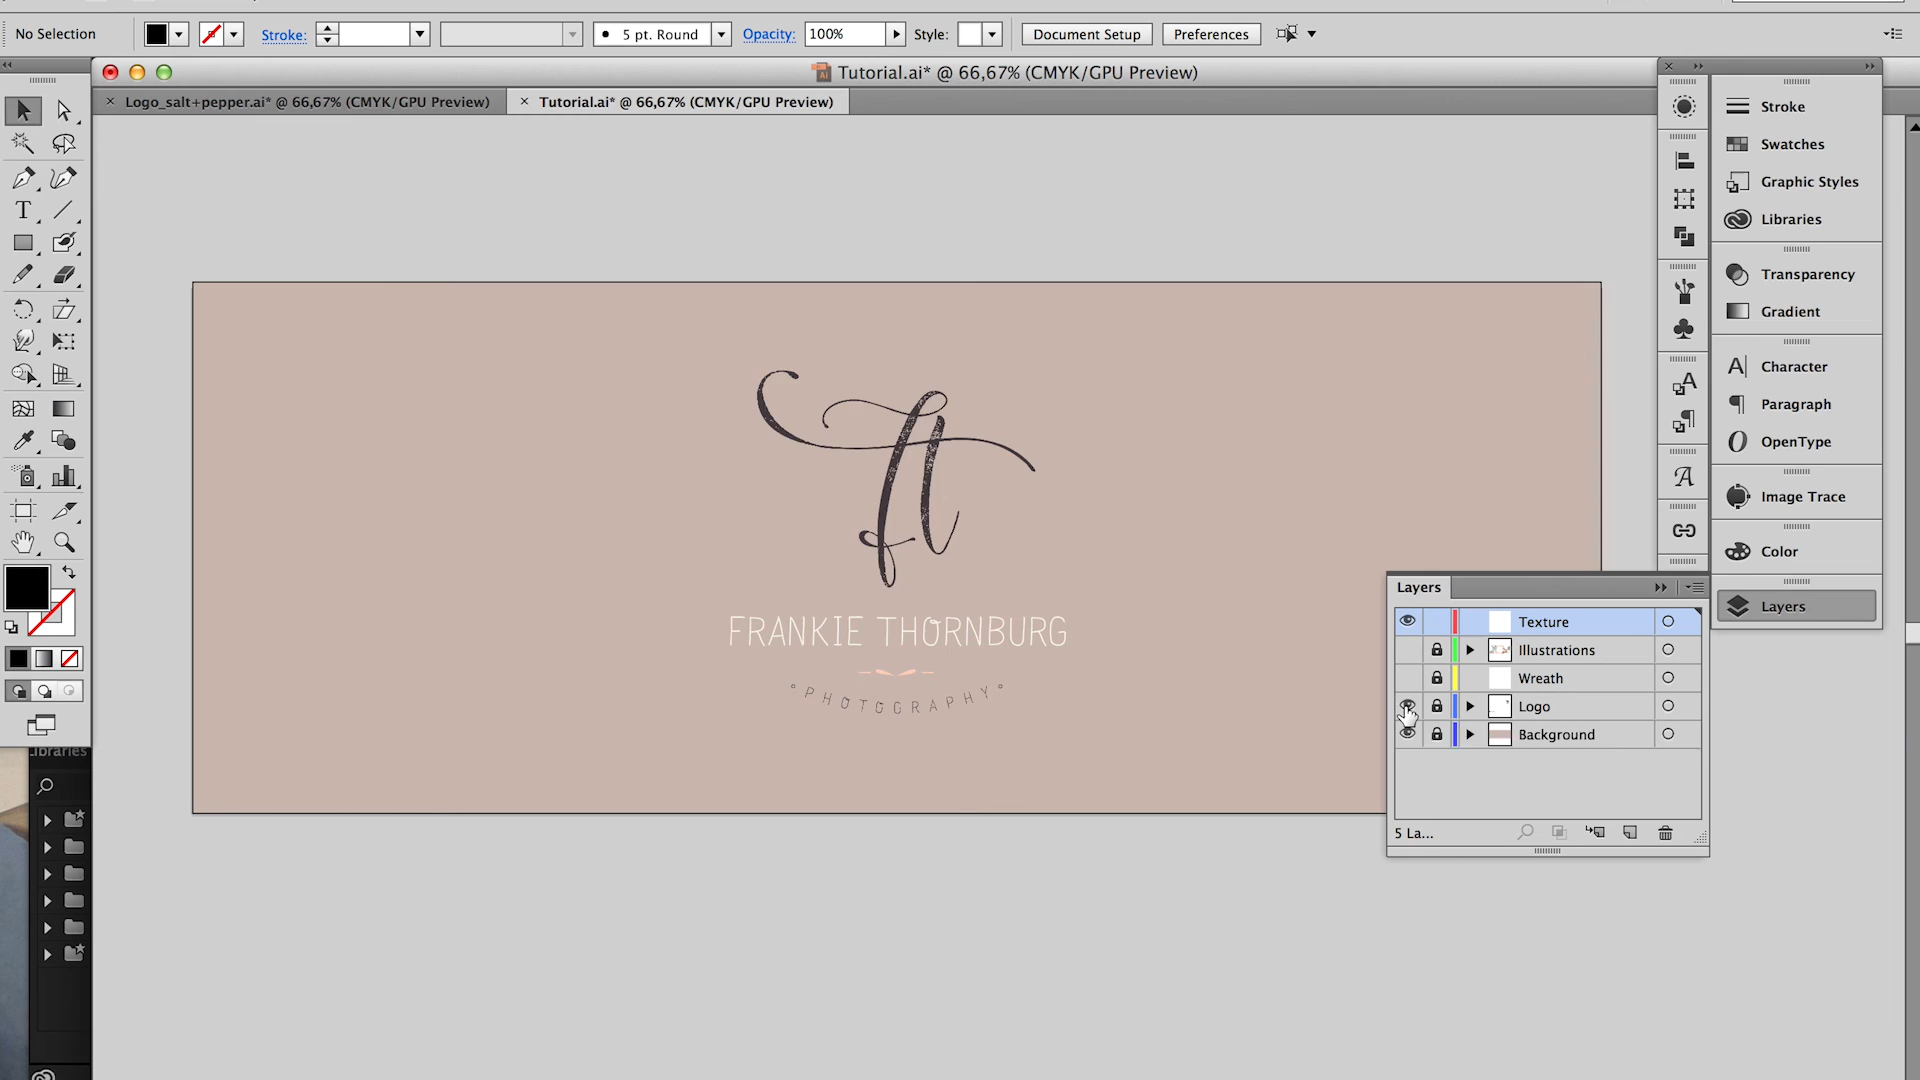 No Selection
Stroke:
5 pt. Round
Opacity:
100%
Style:
Document Setup
Preferences
Tutorial.ai* @ 66,67% (CMYK/GPU Preview)
× Logo_salt+pepper.ai* @ 66,67% (CMYK/GPU Preview)
× Tutorial.ai* @ 66,67% (CMYK/GPU Preview)
Stroke
Swatches
Graphic Styles
Libraries
Transparency
Gradient
Character
Paragraph
OpenType
Image Trace
Color
Layers
FRANKIE THORNBURG
°PHOTOGRAPHY°
Layers
Texture
Illustrations
Wreath
Logo
Background
5 La...
Libraries